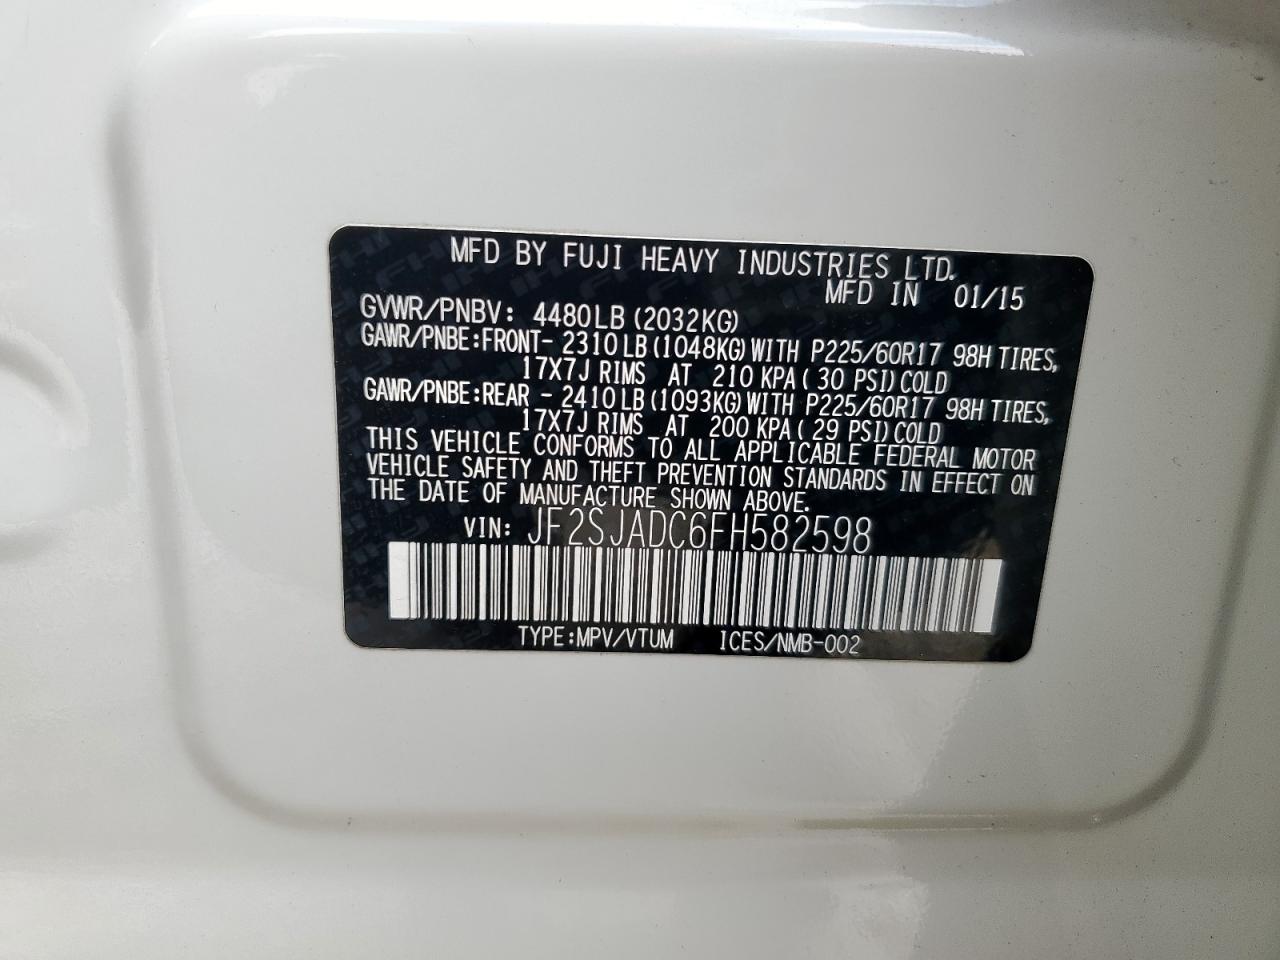 MFD BY FUJI HEAVY INDUSTRIES LTD.
MFD IN 01/15
GVWR/PNBV: 4480LB (2032KG)
GAWR/PNBE:FRONT- 2310LB (1048KG) WITH P225/60R17 98H TIRES,
17X7J RIMS AT 210 KPA ( 30 PSI) COLD
GAWR/PNBE:REAR - 2410LB (1093KG) WITH P225/60R17 98H TIRES,
17X7J RIMS AT 200 KPA ( 29 PSI) COLD
THIS VEHICLE CONFORMS TO ALL APPLICABLE FEDERAL MOTOR
VEHICLE SAFETY AND THEFT PREVENTION STANDARDS IN EFFECT ON
THE DATE OF MANUFACTURE SHOWN ABOVE.
VIN: JF2SJADC6FH582598
TYPE:MPV/VTUM ICES/NMB-002